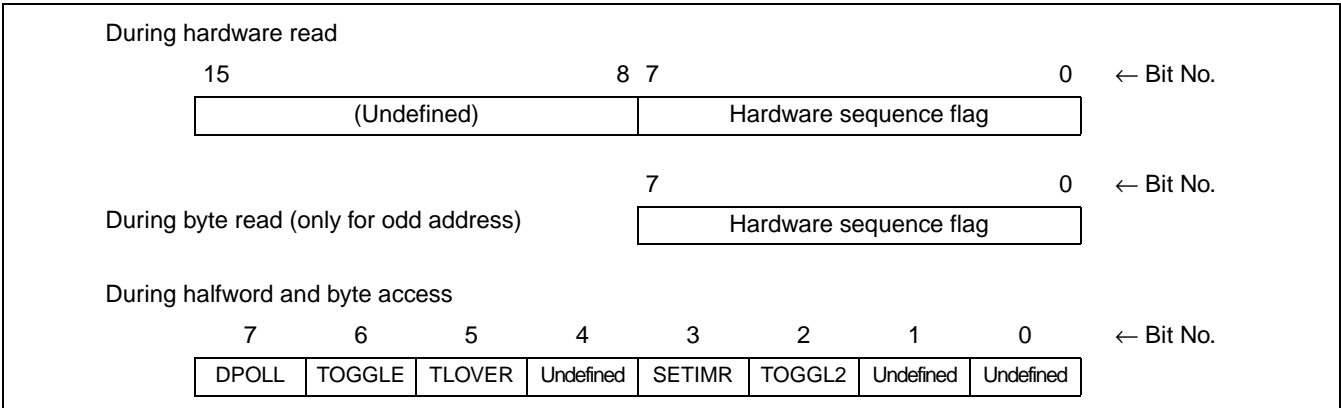 During hardware read
15 8 7 0 ← Bit No.
(Undefined) Hardware sequence flag
7 0 ← Bit No.
During byte read (only for odd address) Hardware sequence flag
During halfword and byte access
7 6 5 4 3 2 1 0 ← Bit No.
DPOLL TOGGLE TLOVER Undefined SETIMR TOGGL2 Undefined Undefined